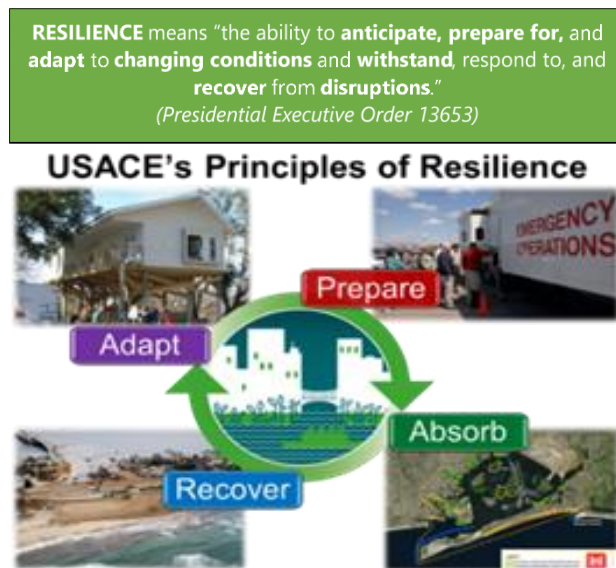 RESILIENCE means “the ability to anticipate, prepare for, and
adapt to changing conditions and withstand, respond to, and
recover from disruptions.”
(Presidential Executive Order 13653)
USACE’s Principles of Resilience
EMERGENCY
OPERATIONS
Prepare
Adapt
Absorb
Recover